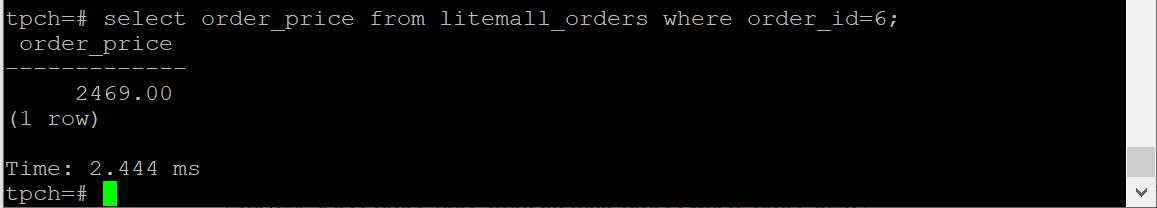 tpch=# select order_price from litemall_orders where order_id=6;
order_price
-------------
2469.00
(1 row)
Time: 2.444 ms
tpch=#